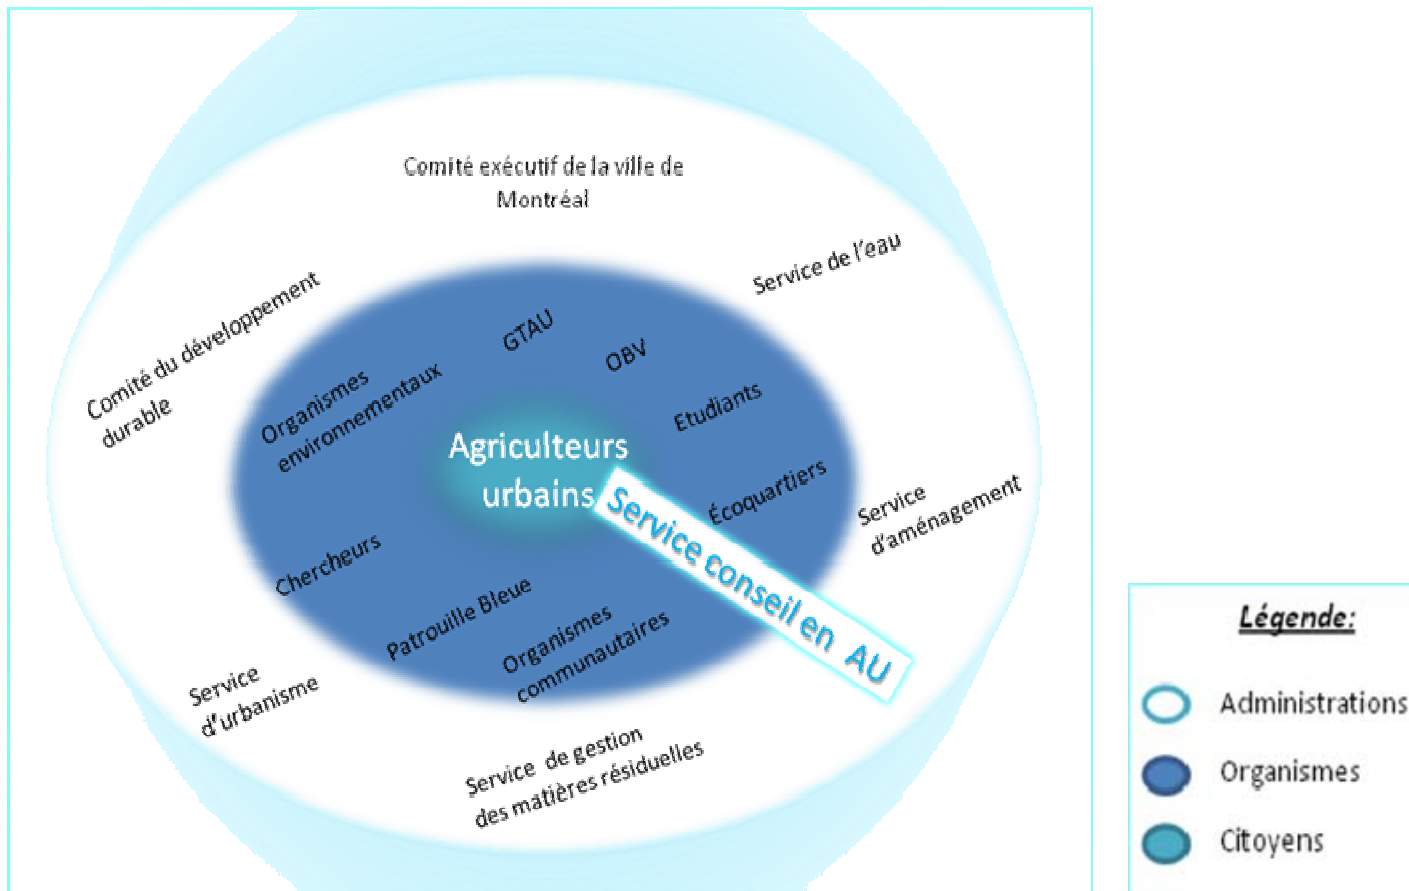 Comité exécutif de la ville de
Montréal
Service de l'eau
Comité du développement
durable
GTAU
OBV
Organismes
environnementaux
Etudiants
Agriculteurs
urbains
Écoquartiers
Service
d'aménagement
Service conseil en AU
Chercheurs
Patrouille Bleue
Organismes
communautaires
Service
d'urbanisme
Service de gestion
des matières résiduelles
Légende:
Administrations
Organismes
Citoyens